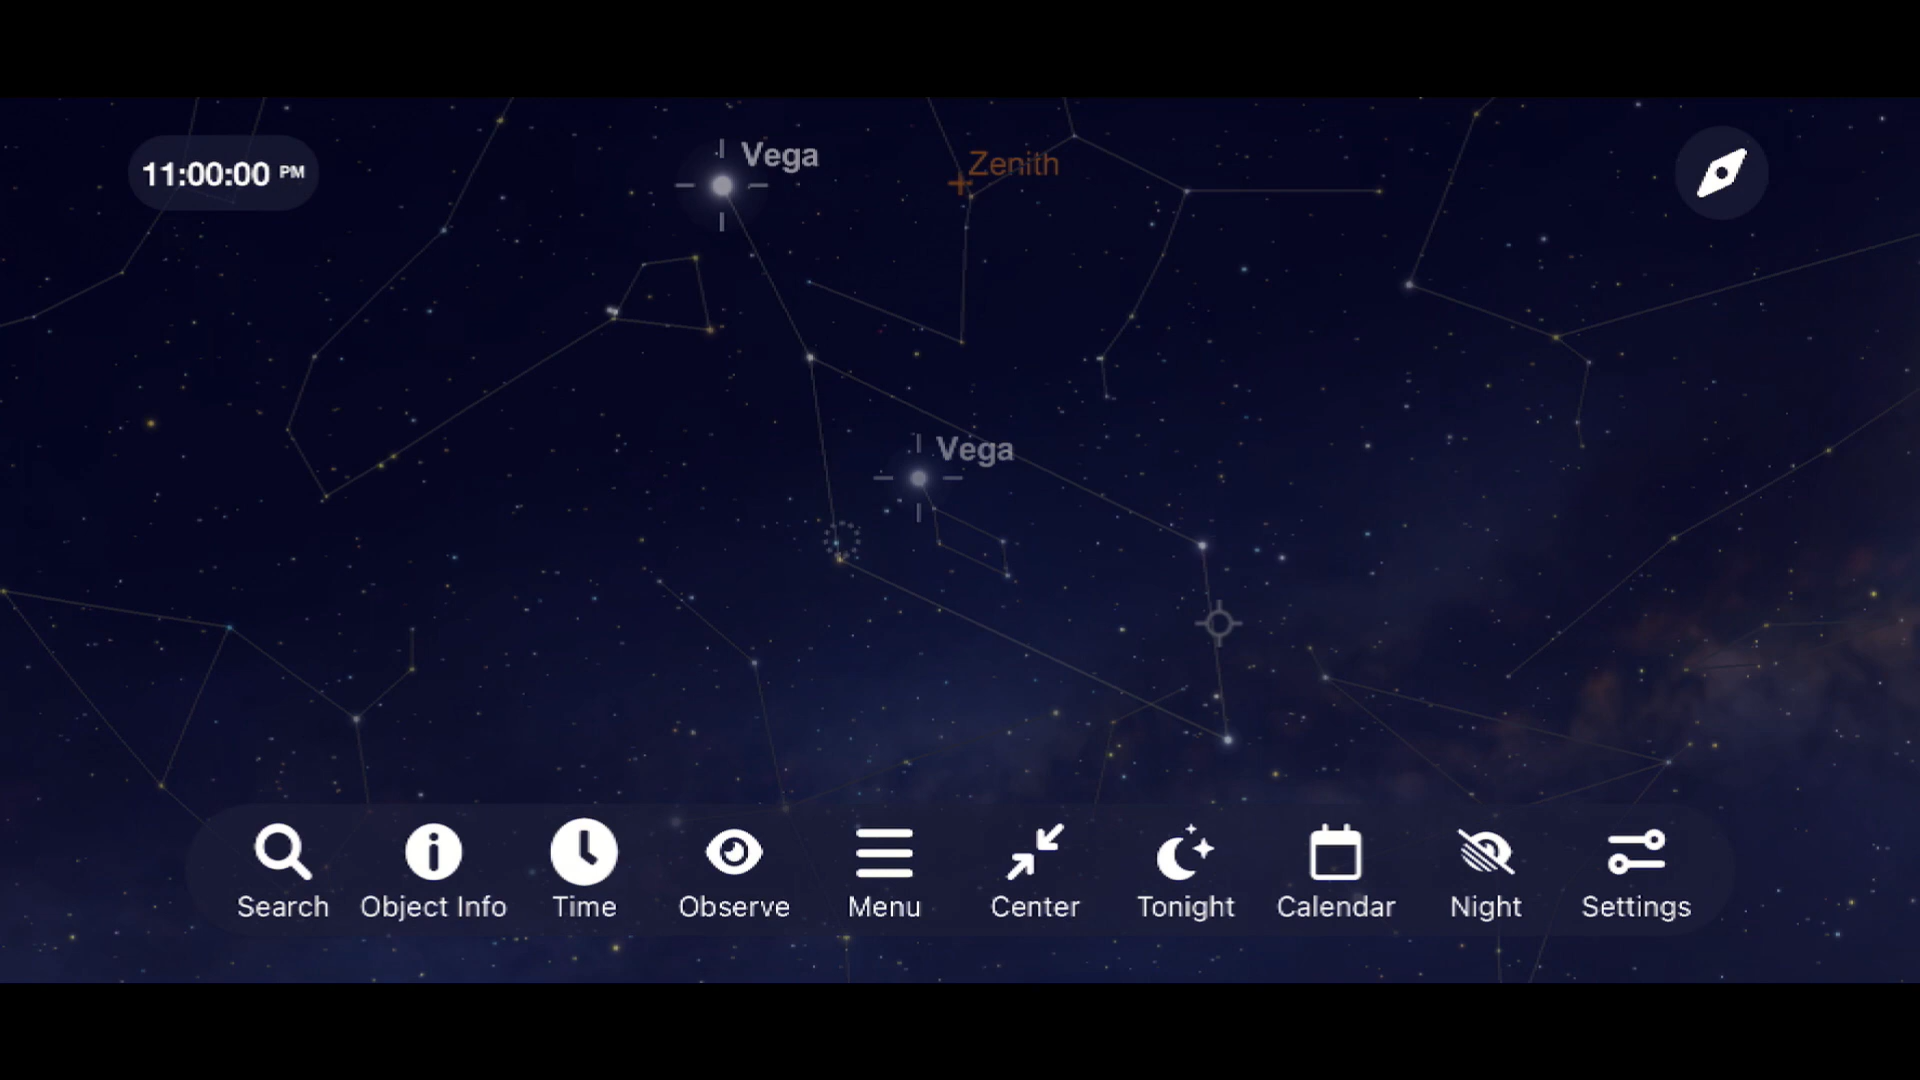 11:00:00 PM
Vega
Zenith
Vega
Search
Object Info
Time
Observe
Menu
Center
Tonight
Calendar
Night
Settings